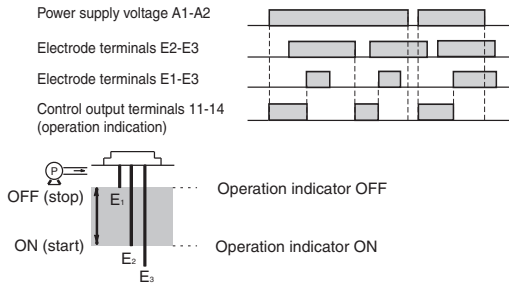 Power supply voltage A1-A2
Electrode terminals E2-E3
Electrode terminals E1-E3
Control output terminals 11-14
(operation indication)
P
OFF (stop)
E1
Operation indicator OFF
ON (start)
E2
Operation indicator ON
E3